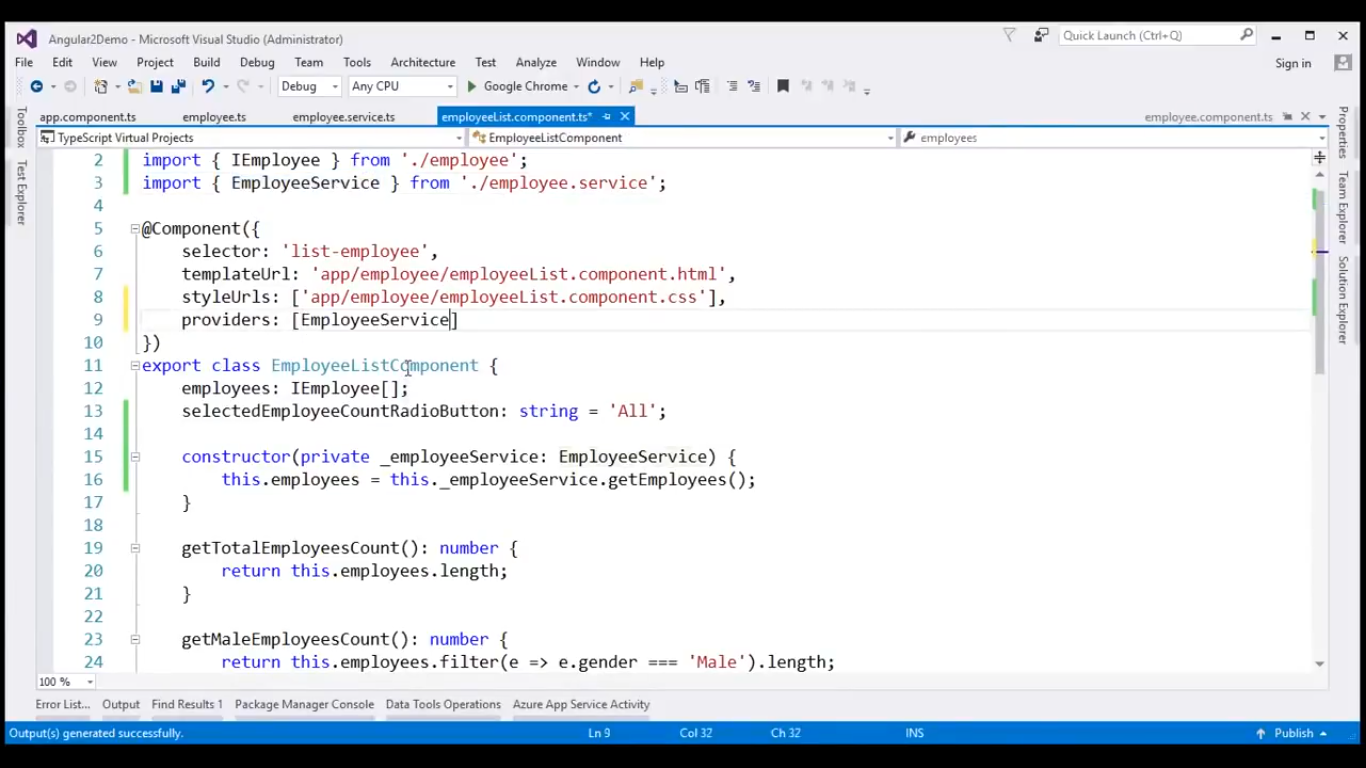 Angular2Demo - Microsoft Visual Studio (Administrator)
Quick Launch (Ctrl+Q)
File Edit View Project Build Debug Team Tools Architecture Test Analyze Window Help
Sign in
Debug Any CPU Google Chrome
app.component.ts employee.ts employee.service.ts employeeList.component.ts* employee.component.ts
TypeScript Virtual Projects EmployeeListComponent employees
Toolbox
Test Explorer
Properties
Team Explorer
Solution Explorer
2 import { IEmployee } from './employee';
3 import { EmployeeService } from './employee.service';
4
5 @Component({
6 selector: 'list-employee',
7 templateUrl: 'app/employee/employeeList.component.html',
8 styleUrls: ['app/employee/employeeList.component.css'],
9 providers: [EmployeeService]
10 })
11 export class EmployeeListComponent {
12 employees: IEmployee[];
13 selectedEmployeeCountRadioButton: string = 'All';
14
15 constructor(private _employeeService: EmployeeService) {
16 this.employees = this._employeeService.getEmployees();
17 }
18
19 getTotalEmployeesCount(): number {
20 return this.employees.length;
21 }
22
23 getMaleEmployeesCount(): number {
24 return this.employees.filter(e => e.gender === 'Male').length;
100 %
Error List... Output Find Results 1 Package Manager Console Data Tools Operations Azure App Service Activity
Output(s) generated successfully. Ln 9 Col 32 Ch 32 INS Publish